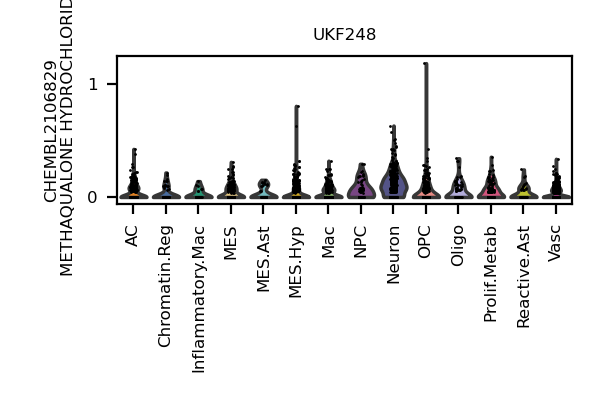 UKF248
CHEMBL2106829
METHAQUALONE HYDROCHLORID
1
0
AC
Chromatin.Reg
Inflammatory.Mac
MES
MES.Ast
MES.Hyp
Mac
NPC
Neuron
OPC
Oligo
Prolif.Metab
Reactive.Ast
Vasc